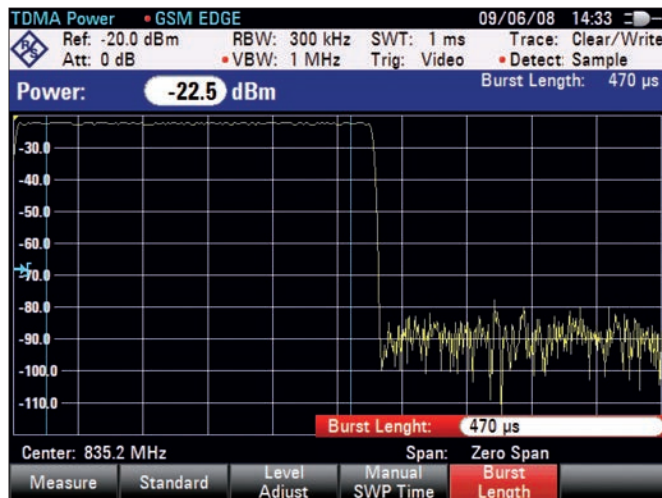 TDMA Power • GSM EDGE 09/06/08 14:33
R&S Ref: -20.0 dBm RBW: 300 kHz SWT: 1 ms Trace: Clear/Write
Att: 0 dB • VBW: 1 MHz Trig: Video • Detect: Sample
Power: -22.5 dBm Burst Length: 470 µs
-30.0
-40.0
-50.0
-60.0
-70.0
-80.0
-90.0
-100.0
-110.0
Burst Lenght: 470 µs
Center: 835.2 MHz Span: Zero Span
Measure Standard Level Adjust Manual SWP Time Burst Length